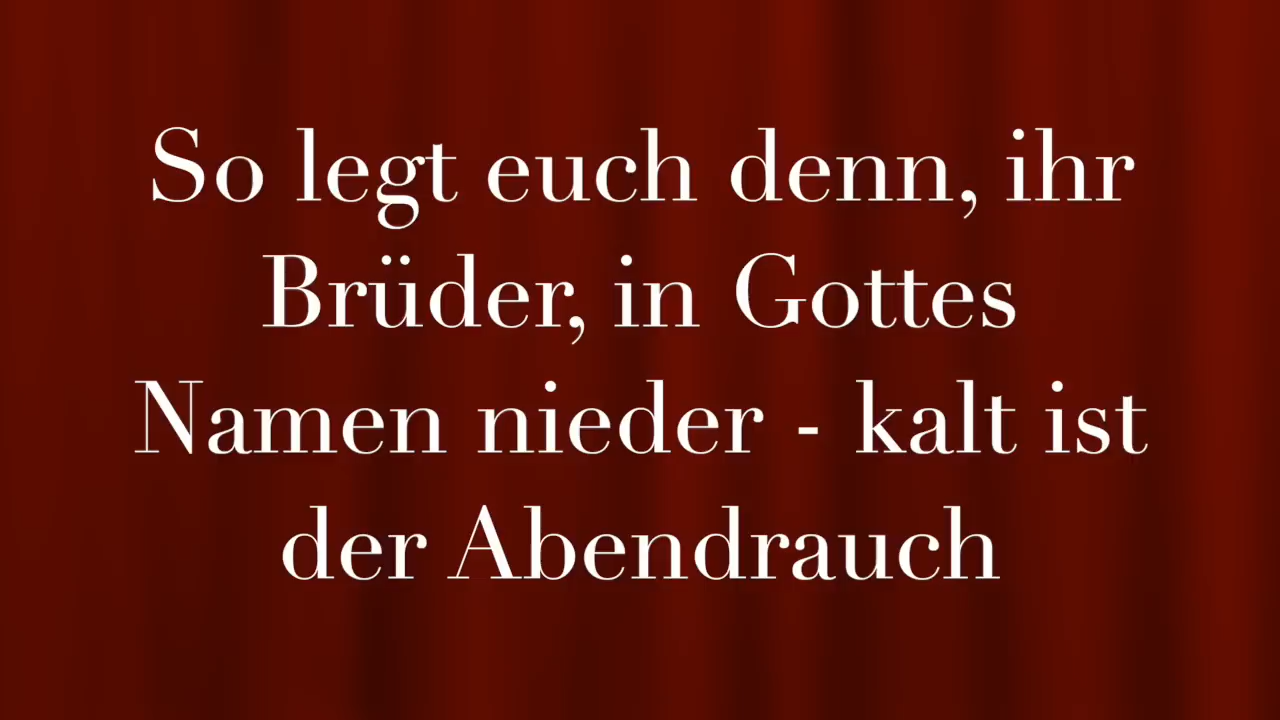 So legt euch denn, ihr
Brüder, in Gottes
Namen nieder - kalt ist
der Abendrauch